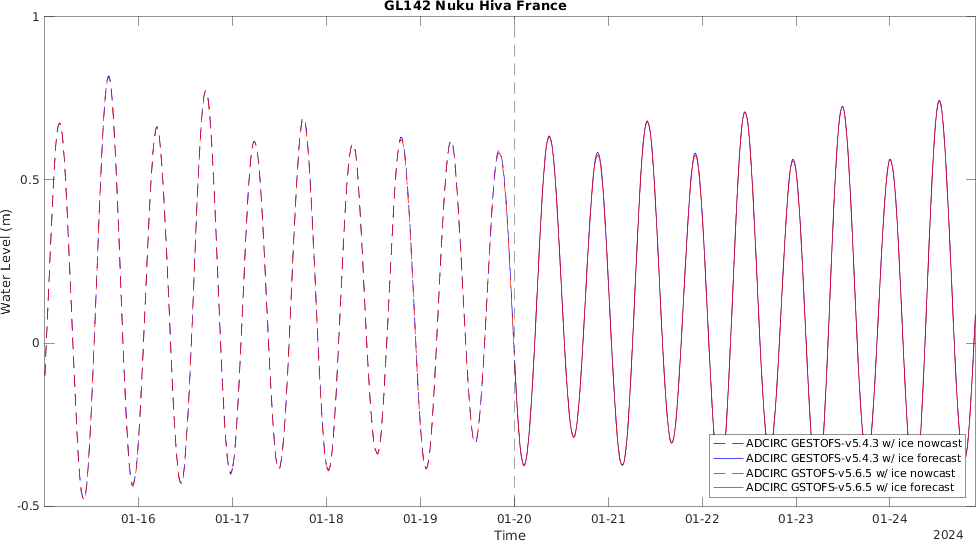 GL142 Nuku Hiva France
1
0.5
0
-0.5
Water Level (m)
ADCIRC GESTOFS-v5.4.3 w/ ice nowcast
ADCIRC GESTOFS-v5.4.3 w/ ice forecast
ADCIRC GSTOFS-v5.6.5 w/ ice nowcast
ADCIRC GSTOFS-v5.6.5 w/ ice forecast
01-16 01-17 01-18 01-19 01-20 01-21 01-22 01-23 01-24
Time
2024